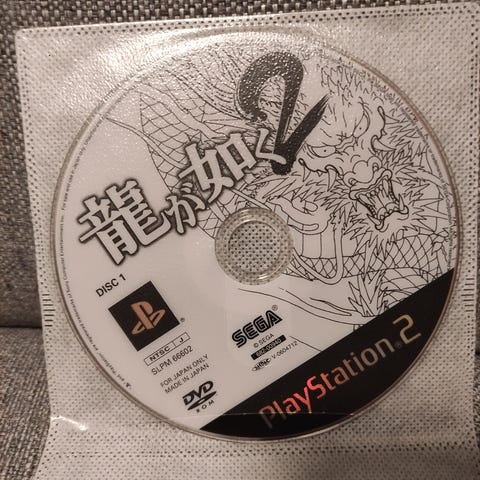 龍が如く2
DISC 1
NTSC J
SLPM 66602
FOR JAPAN ONLY
MADE IN JAPAN
DVD
ROM
SEGA
© SEGA
V-0604712
PlayStation®2